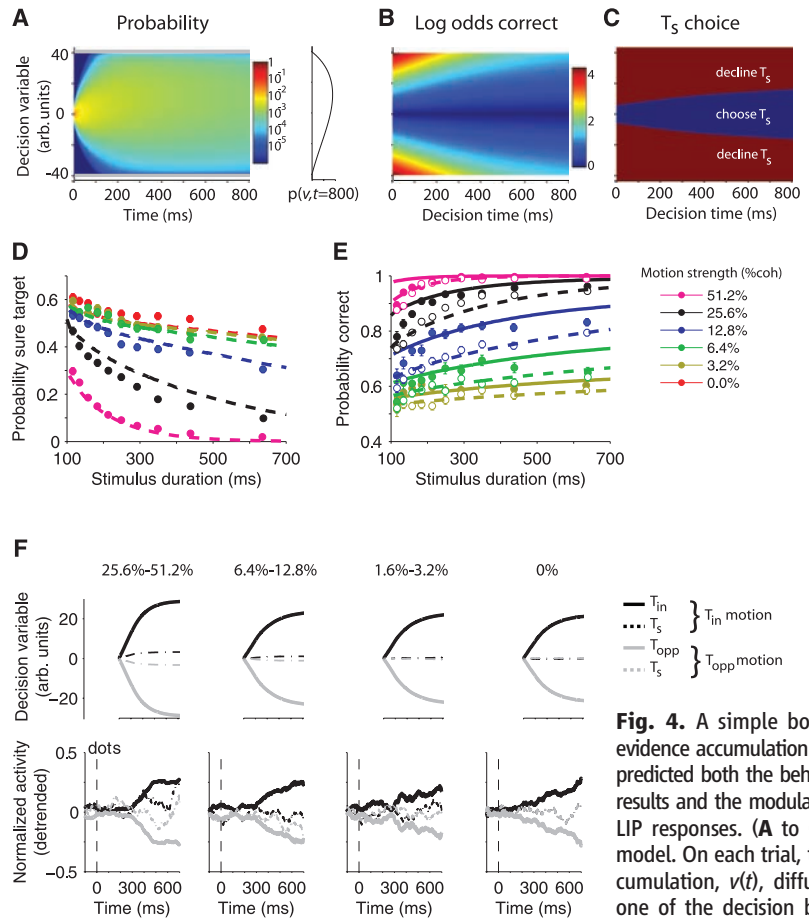 A Probability
40
0
−40
Decision variable
(arb. units)
0 200 400 600 800
Time (ms)
1
10^-1
10^-2
10^-3
10^-4
10^-5
p(v,t=800)
B Log odds correct
0 200 400 600 800
Decision time (ms)
4
2
0
C T_S choice
decline T_S
choose T_S
decline T_S
0 200 400 600 800
Decision time (ms)
D
Probability sure target
0.6
0.4
0.2
0
100 300 500 700
Stimulus duration (ms)
E
Probability correct
1
0.9
0.8
0.7
0.6
0.4
100 300 500 700
Stimulus duration (ms)
Motion strength (%coh)
51.2%
25.6%
12.8%
6.4%
3.2%
0.0%
F
25.6%-51.2% 6.4%-12.8% 1.6%-3.2% 0%
Decision variable
(arb. units)
20
0
−20
Normalized activity
(detrended)
0.5
0
−0.5
dots
0 300 600 0 300 600 0 300 600 0 300 600
Time (ms) Time (ms) Time (ms) Time (ms)
T_in
T_s } T_in motion
T_opp
T_s } T_opp motion
Fig. 4. A simple bo
evidence accumulation
predicted both the beh
results and the modula
LIP responses. (A to
model. On each trial,
cumulation, v(t), diffu
one of the decision b